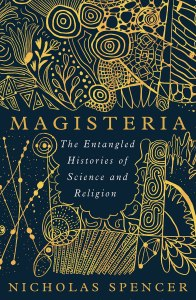 MAGISTERIA
The Entangled
Histories of
Science and
Religion
NICHOLAS SPENCER